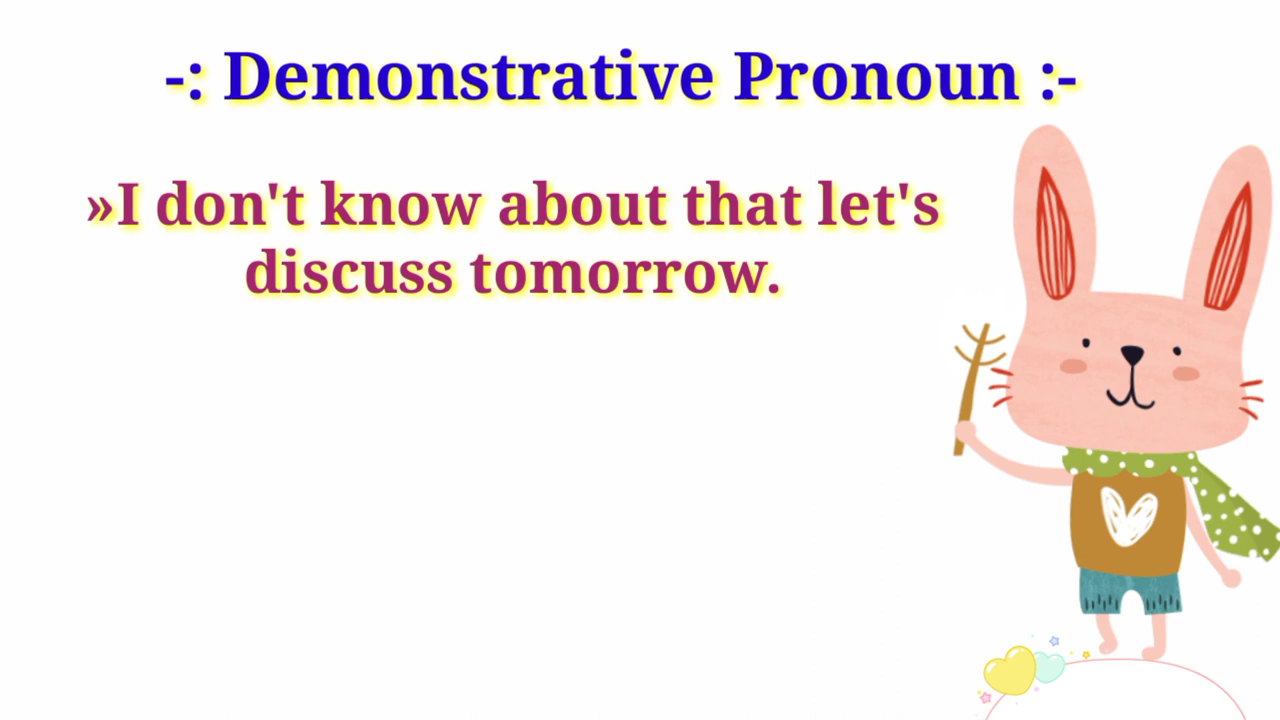 -: Demonstrative Pronoun :-
»I don't know about that let's
discuss tomorrow.